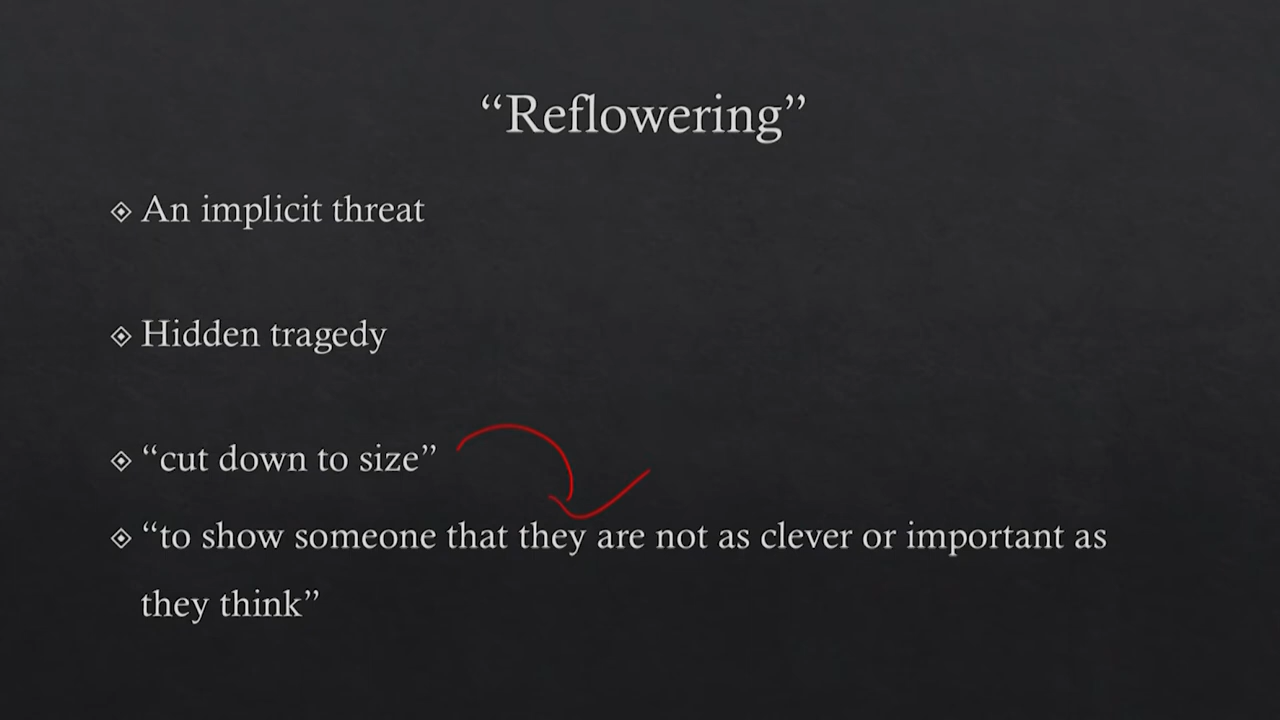 “Reflowering”
An implicit threat
Hidden tragedy
“cut down to size”
“to show someone that they are not as clever or important as
they think”